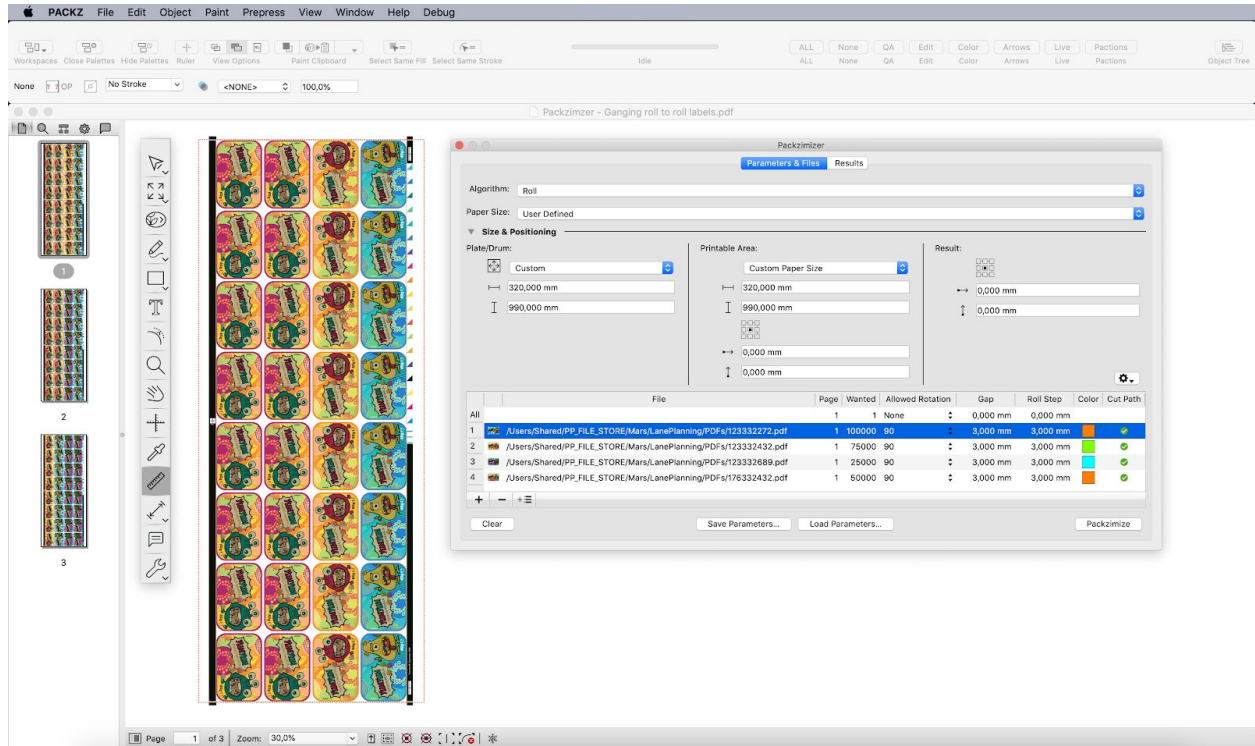 PACKZ File Edit Object Paint Prepress View Window Help Debug
ALL None QA Edit Color Arrows Live Pactions
Workspaces Close Palettes Hide Palettes Ruler View Options Paint Clipboard Select Same Fill Select Same Stroke Idle ALL None QA Edit Color Arrows Live Pactions Object Tree
None OP No Stroke <NONE> 100,0%
Packzimzer - Ganging roll to roll labels.pdf
Packzimizer
Parameters & Files Results
Algorithm: Roll
Paper Size: User Defined
Size & Positioning
Plate/Drum: Printable Area: Result:
Custom Custom Paper Size
320,000 mm 320,000 mm 0,000 mm
990,000 mm 990,000 mm 0,000 mm
0,000 mm
0,000 mm
File Page Wanted Allowed Rotation Gap Roll Step Color Cut Path
All 1 1 None 0,000 mm 0,000 mm
1 /Users/Shared/PP_FILE_STORE/Mars/LanePlanning/PDFs/123332272.pdf 1 100000 90 3,000 mm 3,000 mm
2 /Users/Shared/PP_FILE_STORE/Mars/LanePlanning/PDFs/123332432.pdf 1 75000 90 3,000 mm 3,000 mm
3 /Users/Shared/PP_FILE_STORE/Mars/LanePlanning/PDFs/123332689.pdf 1 25000 90 3,000 mm 3,000 mm
4 /Users/Shared/PP_FILE_STORE/Mars/LanePlanning/PDFs/176332432.pdf 1 50000 90 3,000 mm 3,000 mm
Clear Save Parameters... Load Parameters... Packzimize
1
2
3
Page 1 of 3 Zoom: 30,0%